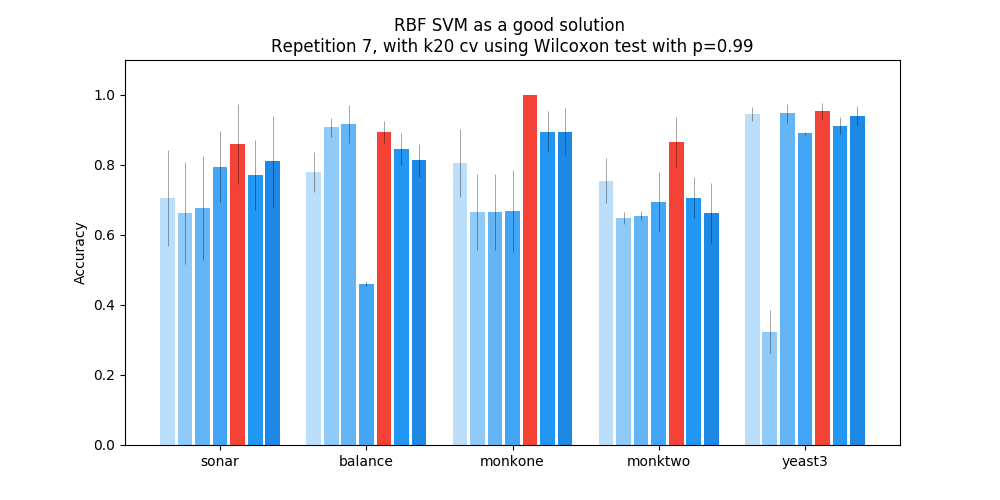 RBF SVM as a good solution
Repetition 7, with k20 cv using Wilcoxon test with p=0.99
Accuracy
1.0
0.8
0.6
0.4
0.2
0.0
sonar
balance
monkone
monktwo
yeast3